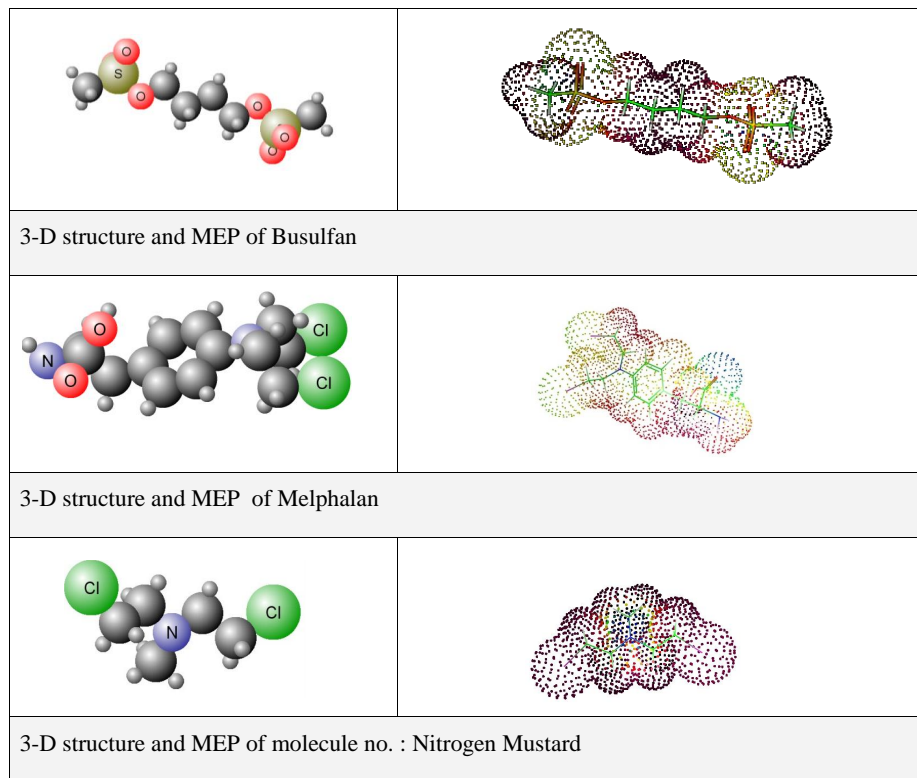 O
S
O
O
O
O
3-D structure and MEP of Busulfan
O
N
O
Cl
Cl
3-D structure and MEP of Melphalan
Cl
Cl
N
3-D structure and MEP of molecule no. : Nitrogen Mustard